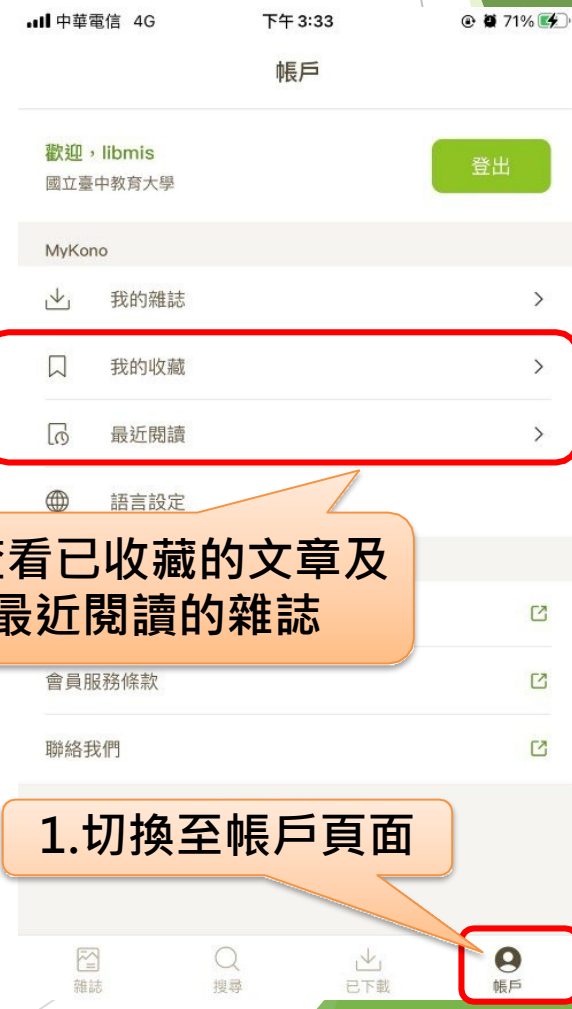 中華電信 4G 下午 3:33 71%
帳戶
歡迎，libmis
國立臺中教育大學
登出
MyKono
我的雜誌
我的收藏
最近閱讀
語言設定
看已收藏的文章及
最近閱讀的雜誌
會員服務條款
聯絡我們
1.切換至帳戶頁面
雜誌 搜尋 已下載 帳戶